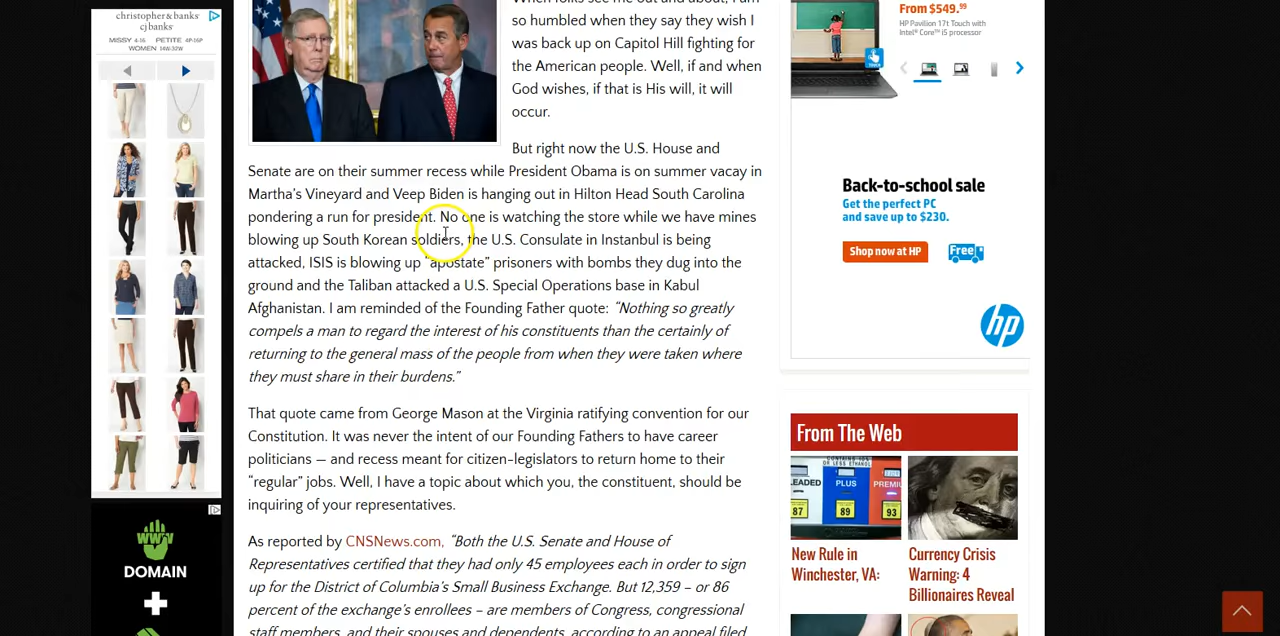 christopher&banks
cj banks
MISSY 4-16 PETITE 4P-16P
WOMEN 14W-32W
WWW
DOMAIN
so humbled when they say they wish I
was back up on Capitol Hill fighting for
the American people. Well, if and when
God wishes, if that is His will, it will
occur.
But right now the U.S. House and
Senate are on their summer recess while President Obama is on summer vacay in
Martha's Vineyard and Veep Biden is hanging out in Hilton Head South Carolina
pondering a run for president. No one is watching the store while we have mines
blowing up South Korean soldiers, the U.S. Consulate in Instanbul is being
ISIS is blowing up "apostate" prisoners with bombs they dug into the
ground and the Taliban attacked a U.S. Special Operations base in Kabul
Afghanistan. I am reminded of the Founding Father quote: "Nothing so greatly
compels a man to regard the interest of his constituents than the certainly of
returning to the general mass of the people from when they were taken where
they must share in their burdens."
That quote came from George Mason at the Virginia ratifying convention for our
Constitution. It was never the intent of our Founding Fathers to have career
politicians — and recess meant for citizen-legislators to return home to their
"regular" jobs. Well, I have a topic about which you, the constituent, should be
inquiring of your representatives.
As reported by CNSNews.com, "Both the U.S. Senate and House of
Representatives certified that they had only 45 employees each in order to sign
up for the District of Columbia's Small Business Exchange. But 12,359 – or 86
percent of the exchange's enrollees – are members of Congress, congressional
staff members, and their spouses and dependents, according to an appeal filed
From $549.99
HP Pavilion 17t Touch with
Intel® Core™ i5 processor
Back-to-school sale
Get the perfect PC
and save up to $230.
Shop now at HP
Free
hp
From The Web
CONTAINS 10%
OR LESS ETHANOL
EADED PLUS PREMI
87 89 93
New Rule in
Winchester, VA:
Currency Crisis
Warning: 4
Billionaires Reveal